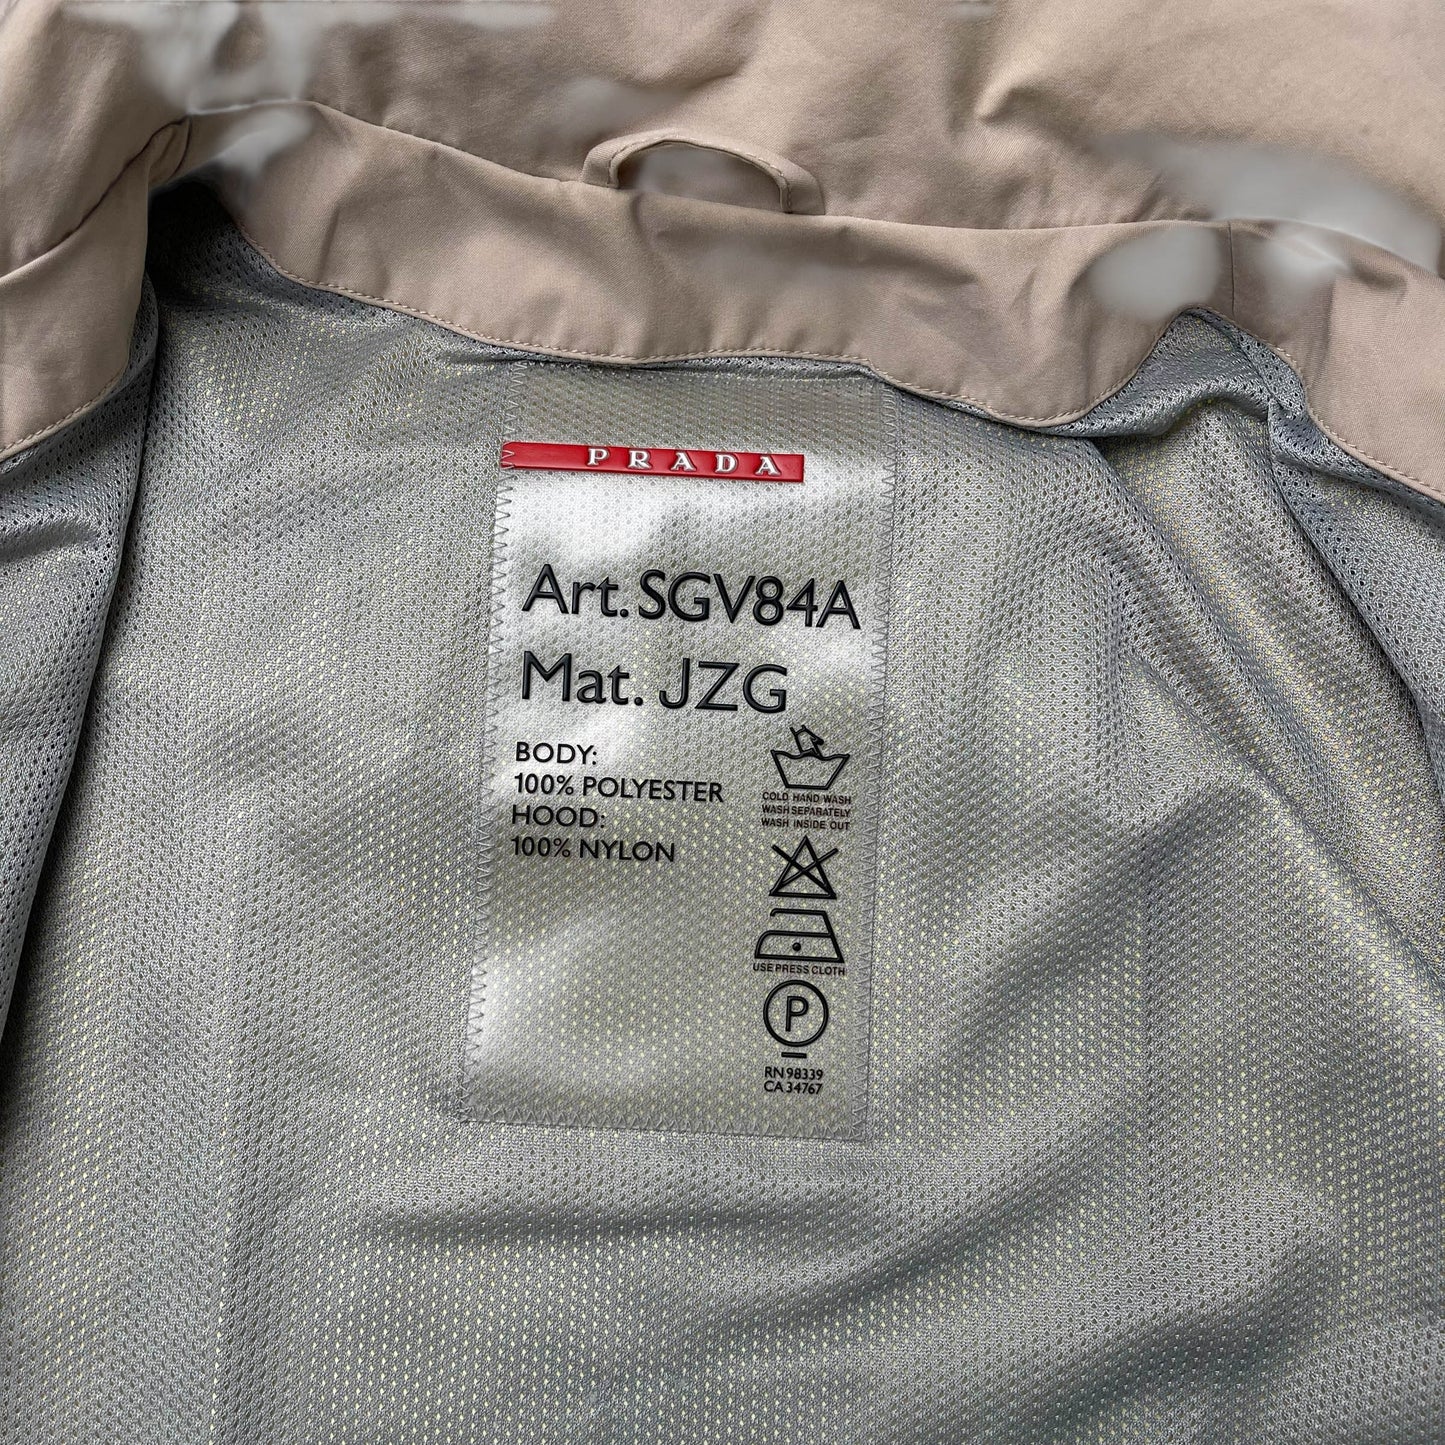 PRADA
Art. SGV84A
Mat. JZG
BODY:
100% POLYESTER
HOOD:
100% NYLON
COLD HAND WASH
WASH SEPARATELY
WASH INSIDE OUT
USE PRESS CLOTH
P
RN 98339
CA 34767